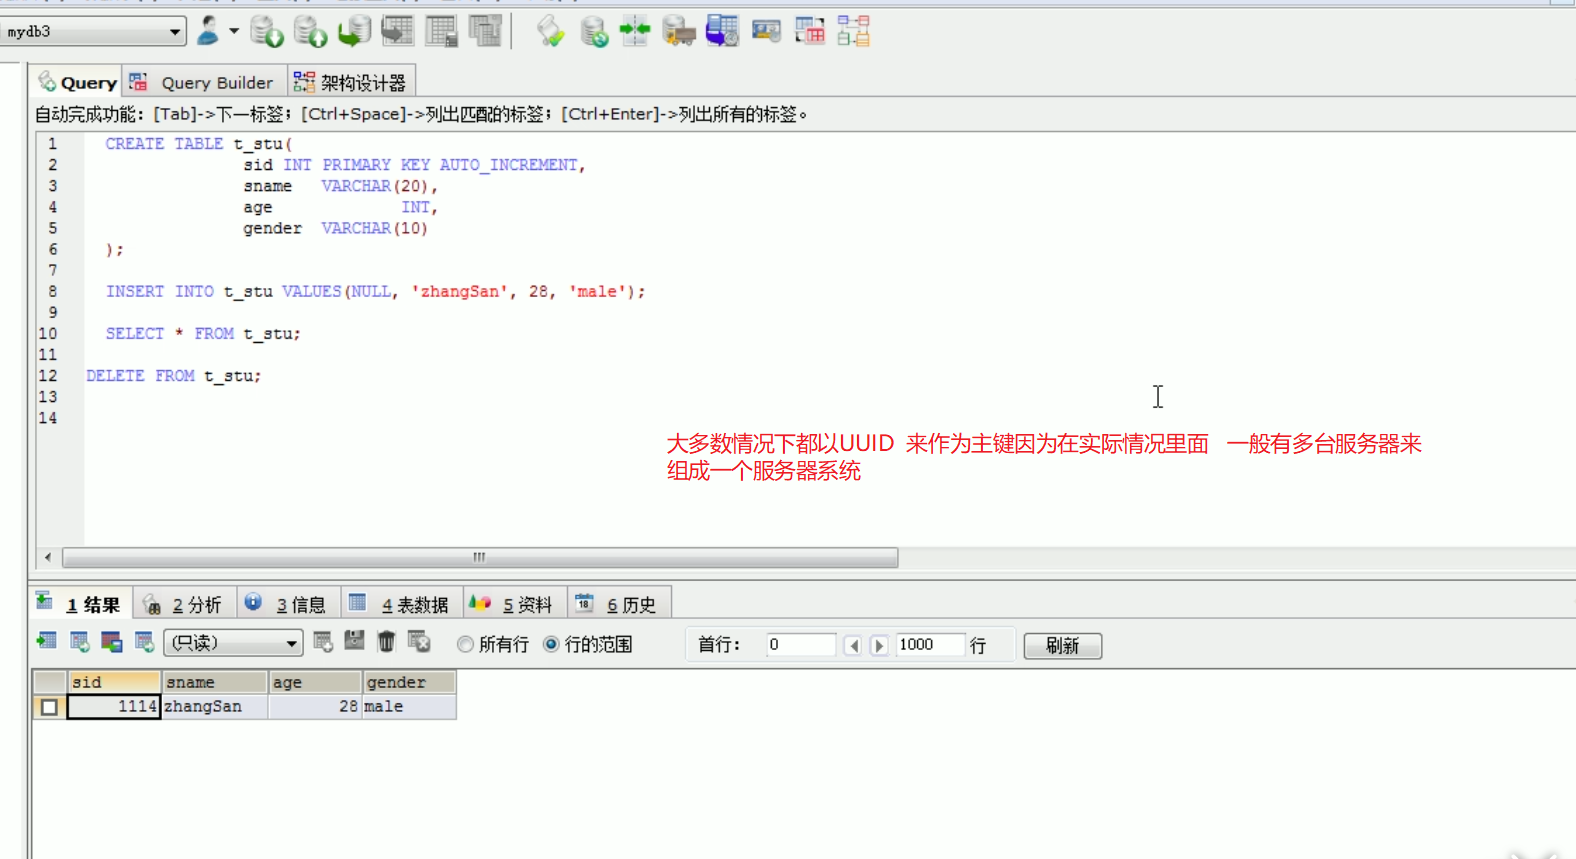 mydb3
Query Query Builder 架构设计器
自动完成功能: [Tab]->下一标签; [Ctrl+Space]->列出匹配的标签; [Ctrl+Enter]->列出所有的标签。
1 CREATE TABLE t_stu(
2 sid INT PRIMARY KEY AUTO_INCREMENT,
3 sname VARCHAR(20),
4 age INT,
5 gender VARCHAR(10)
6 );
7
8 INSERT INTO t_stu VALUES(NULL, 'zhangSan', 28, 'male');
9
10 SELECT * FROM t_stu;
11
12 DELETE FROM t_stu;
13
14
大多数情况下都以UUID 来作为主键因为在实际情况里面 一般有多台服务器来
组成一个服务器系统
1 结果 2 分析 3 信息 4 表数据 5 资料 18 6 历史
(只读) 所有行 行的范围 首行: 0 1000 行 刷新
sid sname age gender
1114 zhangSan 28 male